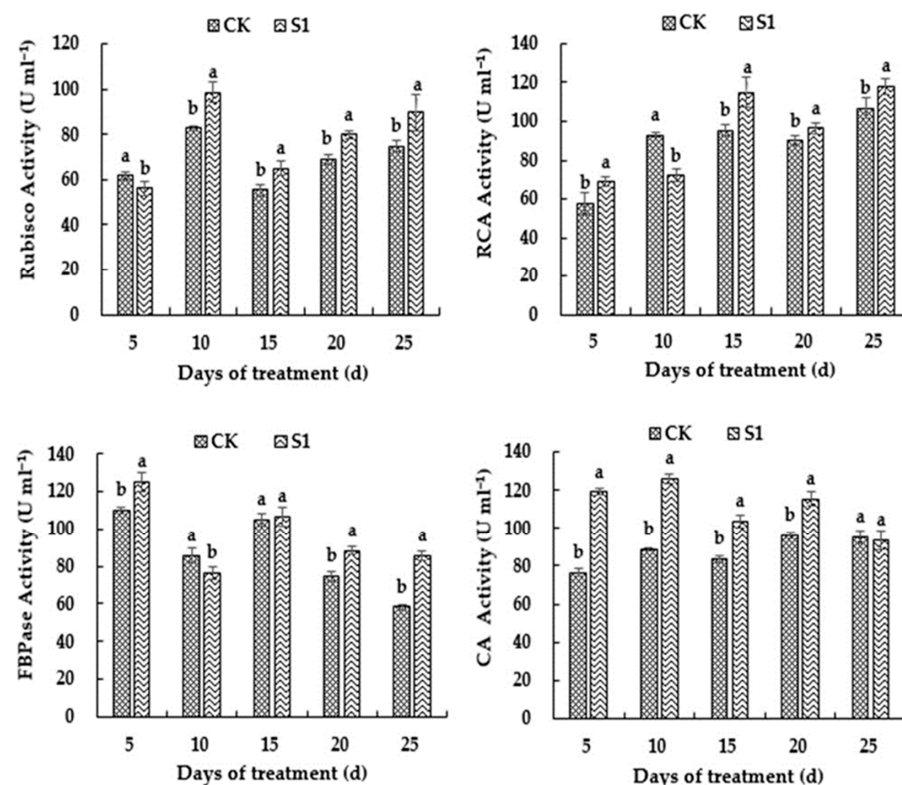 CK S1
Rubisco Activity (U ml⁻¹)
120
100
80
60
40
20
0
a b b a b a b a b a
5 10 15 20 25
Days of treatment (d)
CK S1
RCA Activity (U ml⁻¹)
140
120
100
80
60
40
20
0
b a a b b a b a b a
5 10 15 20 25
Days of treatment (d)
CK S1
FBPase Activity (U ml⁻¹)
140
120
100
80
60
40
20
0
b a a b a a b a b a
5 10 15 20 25
Days of treatment (d)
CK S1
CA Activity (U ml⁻¹)
140
120
100
80
60
40
20
0
b a b a b a b a a a
5 10 15 20 25
Days of treatment (d)